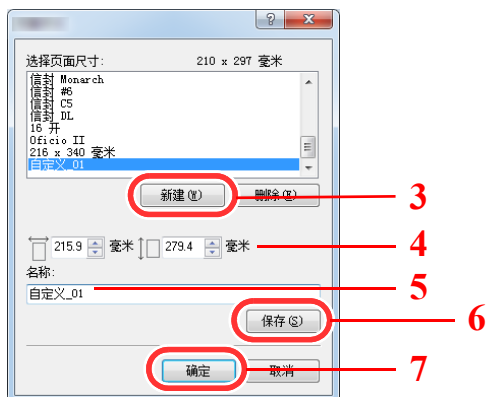 选择页面尺寸: 210 x 297 毫米
信封 Monarch
信封 #6
信封 C5
信封 DL
16 开
Oficio II
216 x 340 毫米
自定义_01
新建(W) 删除(E) 3
215.9 毫米 279.4 毫米 4
名称:
自定义_01 5
保存(S) 6
确定 取消 7